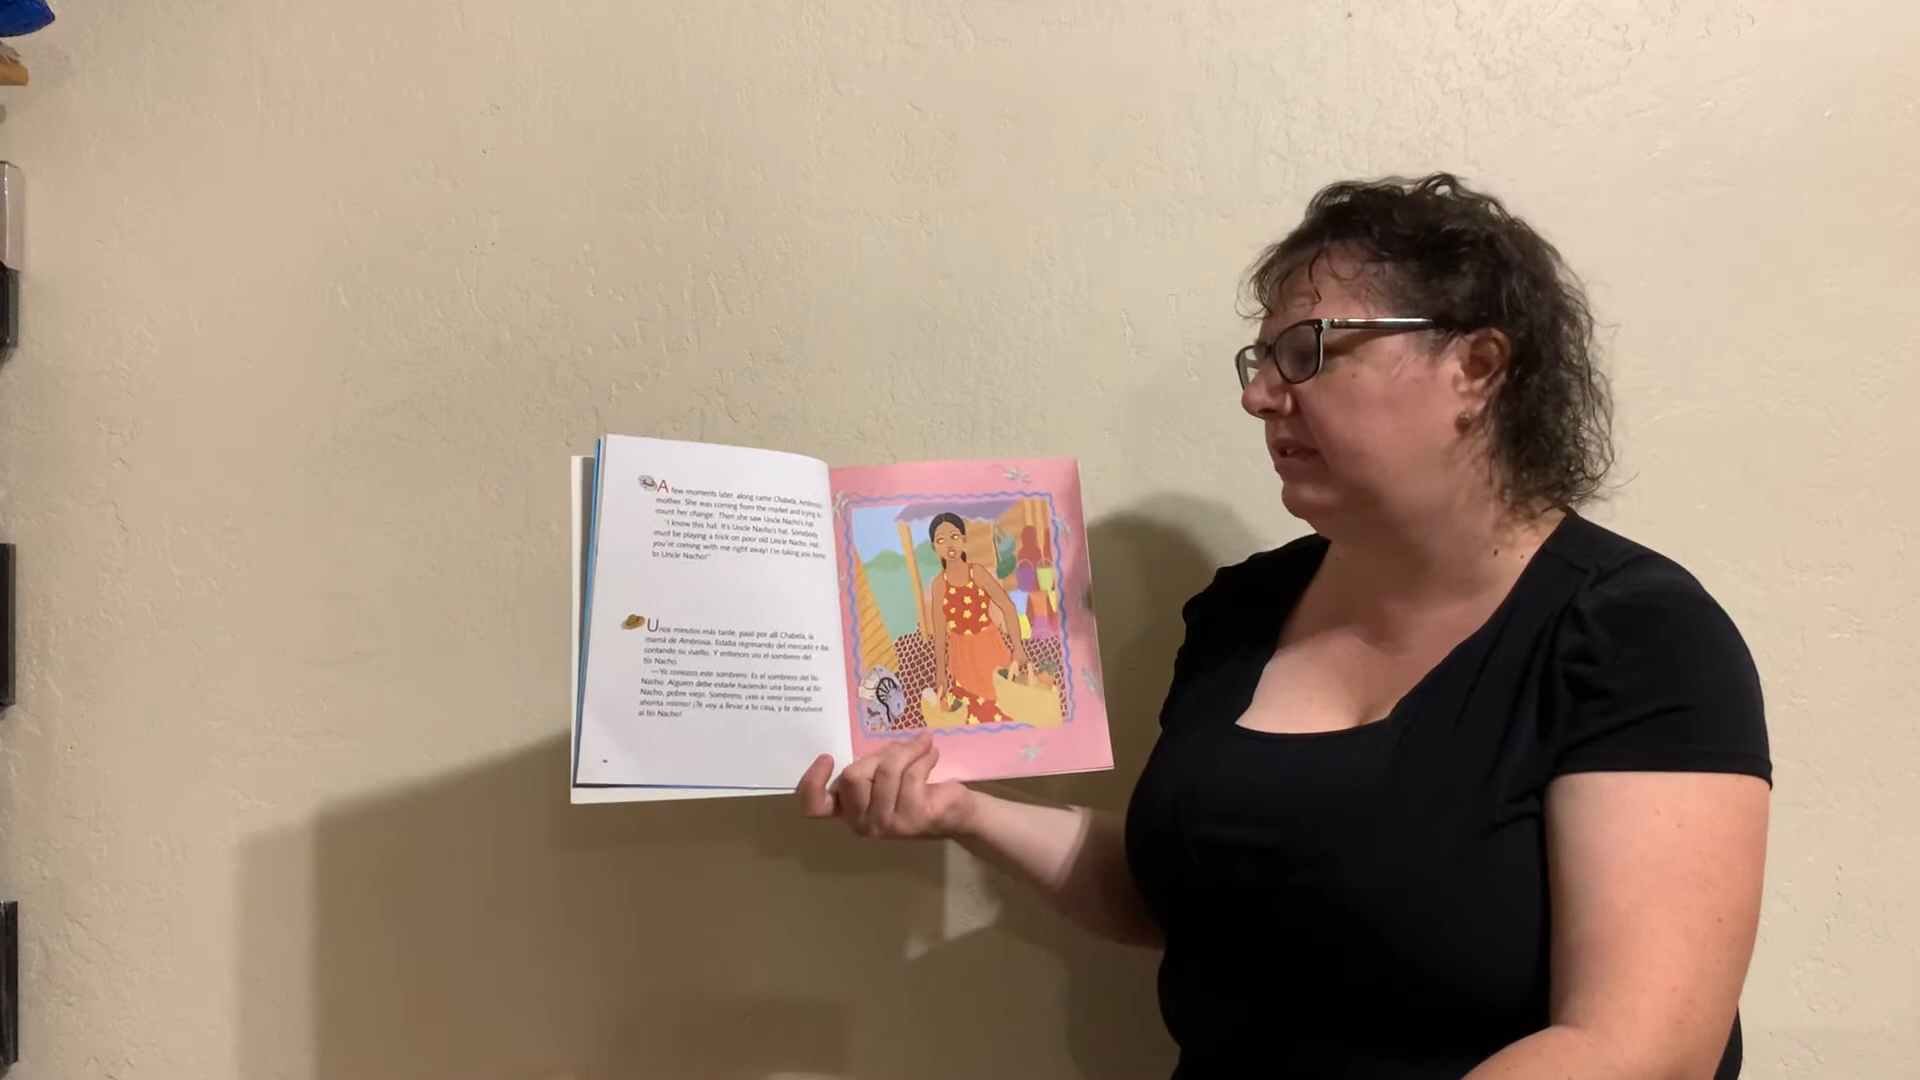 A few moments later, along came Chabela, Ambrosia's
mother. She was coming from the market and trying to
count her change. Then she saw Uncle Nacho's hat.
"I know this hat. It's Uncle Nacho's hat. Somebody
must be playing a trick on poor old Uncle Nacho. Hat,
you're coming with me right away! I'm taking you home
to Uncle Nacho!"
Unos minutos más tarde, pasó por allí Chabela, la
mamá de Ambrosia. Estaba regresando del mercado e iba
contando su vuelto. Y entonces vio el sombrero del
tío Nacho.
—Yo conozco este sombrero. Es el sombrero del tío
Nacho. Alguien debe estarle haciendo una broma al tío
Nacho, pobre viejo. Sombrero, ¡vas a venir conmigo
ahorita mismo! ¡Te voy a llevar a tu casa, y te devolveré
al tío Nacho!